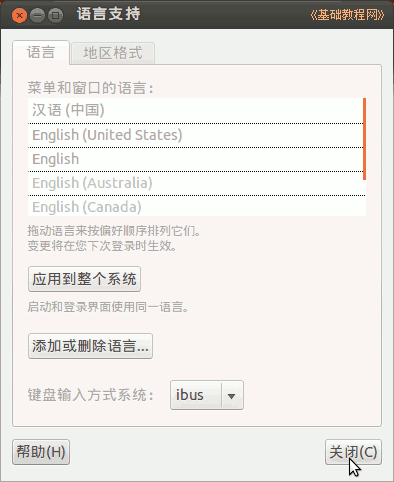 语言支持
《基础教程网》
语言
地区格式
菜单和窗口的语言：
汉语 (中国)
English (United States)
English
English (Australia)
English (Canada)
拖动语言来按偏好顺序排列它们。
变更将在您下次登录时生效。
应用到整个系统
启动和登录界面使用同一语言。
添加或删除语言...
键盘输入方式系统：
ibus
帮助(H)
关闭(C)